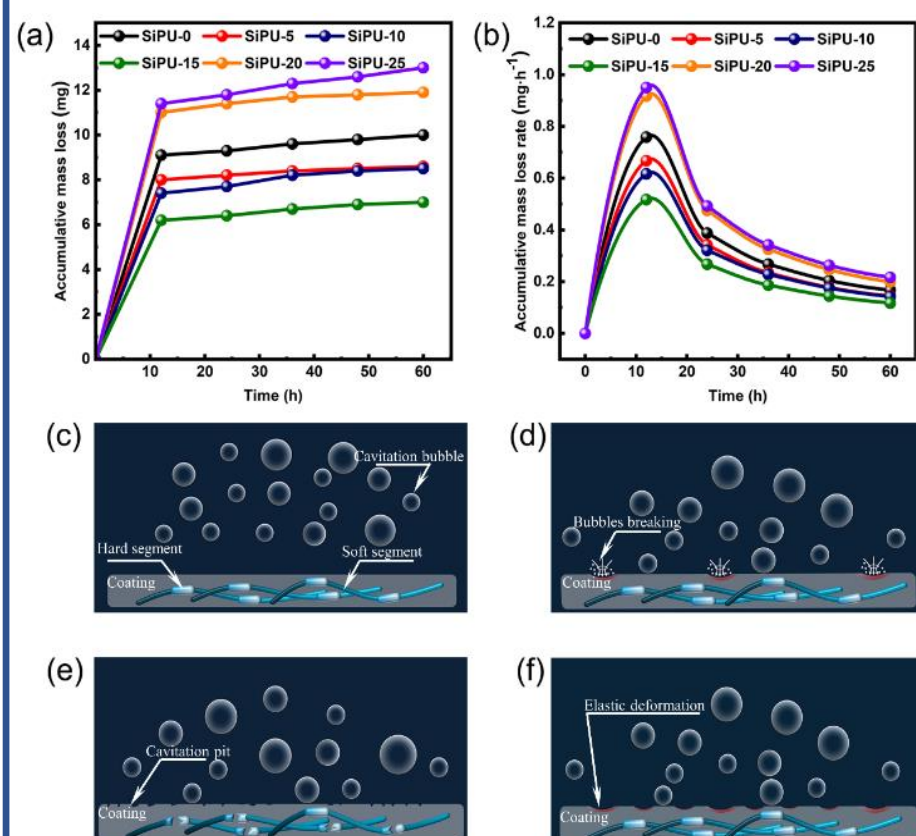 (a)
SiPU-0 SiPU-5 SiPU-10
SiPU-15 SiPU-20 SiPU-25
Accumulative mass loss (mg)
14
12
10
8
6
4
2
0
10 20 30 40 50 60
Time (h)
(b)
SiPU-0 SiPU-5 SiPU-10
SiPU-15 SiPU-20 SiPU-25
Accumulative mass loss rate (mg·h⁻¹)
1.2
1.0
0.8
0.6
0.4
0.2
0.0
0 10 20 30 40 50 60
Time (h)
(c)
Cavitation bubble
Hard segment
Soft segment
Coating
(d)
Bubbles breaking
Coating
(e)
Cavitation pit
Coating
(f)
Elastic deformation
Coating